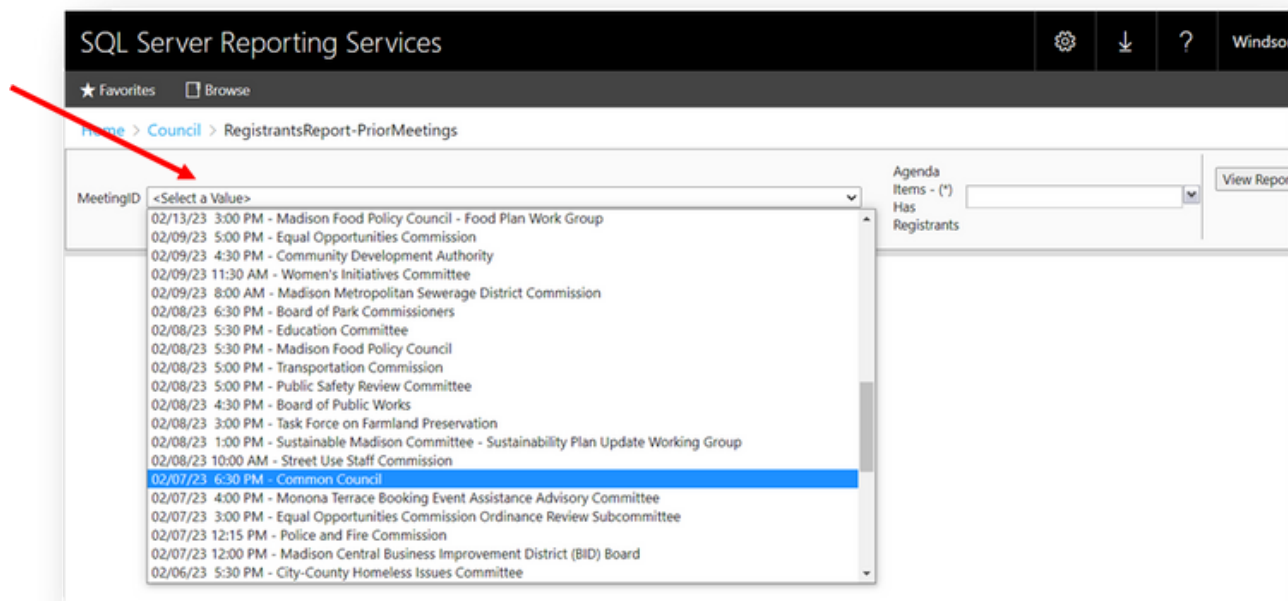 SQL Server Reporting Services
?
Favorites Browse
Home > Council > RegistrantsReport-PriorMeetings
MeetingID <Select a Value>
Agenda
Items - (*)
Has
Registrants
02/13/23 3:00 PM - Madison Food Policy Council - Food Plan Work Group
02/09/23 5:00 PM - Equal Opportunities Commission
02/09/23 4:30 PM - Community Development Authority
02/09/23 11:30 AM - Women's Initiatives Committee
02/09/23 8:00 AM - Madison Metropolitan Sewerage District Commission
02/08/23 6:30 PM - Board of Park Commissioners
02/08/23 5:30 PM - Education Committee
02/08/23 5:30 PM - Madison Food Policy Council
02/08/23 5:00 PM - Transportation Commission
02/08/23 5:00 PM - Public Safety Review Committee
02/08/23 4:30 PM - Board of Public Works
02/08/23 3:00 PM - Task Force on Farmland Preservation
02/08/23 1:00 PM - Sustainable Madison Committee - Sustainability Plan Update Working Group
02/08/23 10:00 AM - Street Use Staff Commission
02/07/23 6:30 PM - Common Council
02/07/23 4:00 PM - Monona Terrace Booking Event Assistance Advisory Committee
02/07/23 3:00 PM - Equal Opportunities Commission Ordinance Review Subcommittee
02/07/23 12:15 PM - Police and Fire Commission
02/07/23 12:00 PM - Madison Central Business Improvement District (BID) Board
02/06/23 5:30 PM - City-County Homeless Issues Committee
View